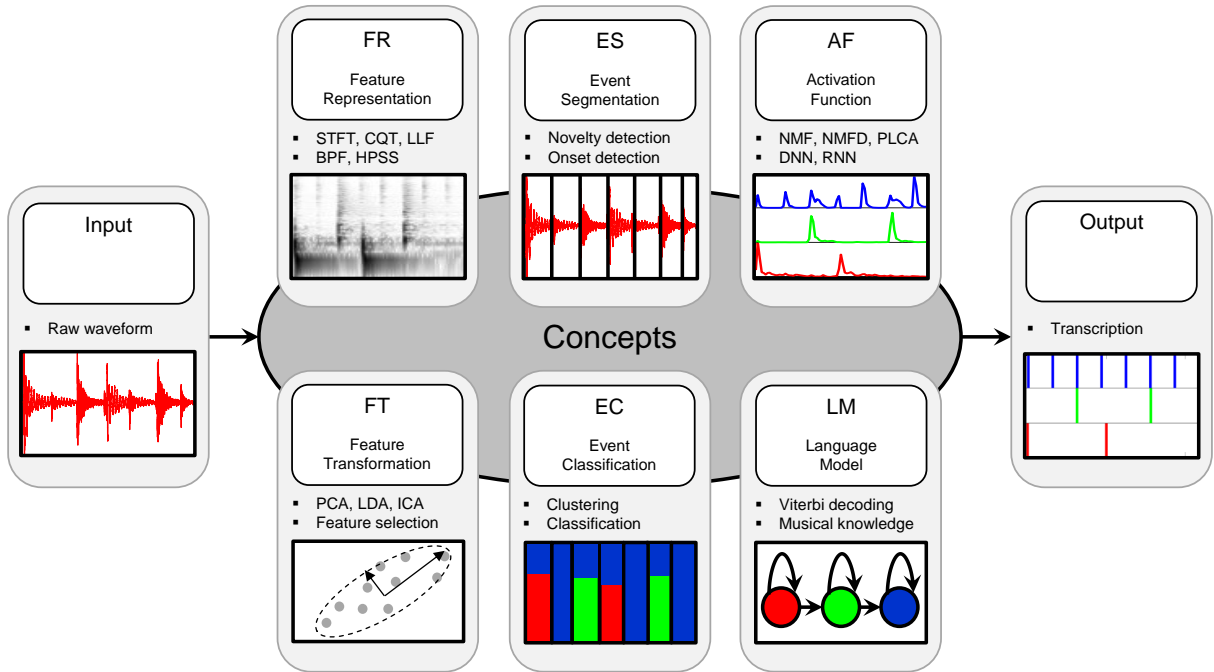 Input
▪ Raw waveform
FR
Feature
Representation
▪ STFT, CQT, LLF
▪ BPF, HPSS
ES
Event
Segmentation
▪ Novelty detection
▪ Onset detection
AF
Activation
Function
▪ NMF, NMFD, PLCA
▪ DNN, RNN
Concepts
FT
Feature
Transformation
▪ PCA, LDA, ICA
▪ Feature selection
EC
Event
Classification
▪ Clustering
▪ Classification
LM
Language
Model
▪ Viterbi decoding
▪ Musical knowledge
Output
▪ Transcription